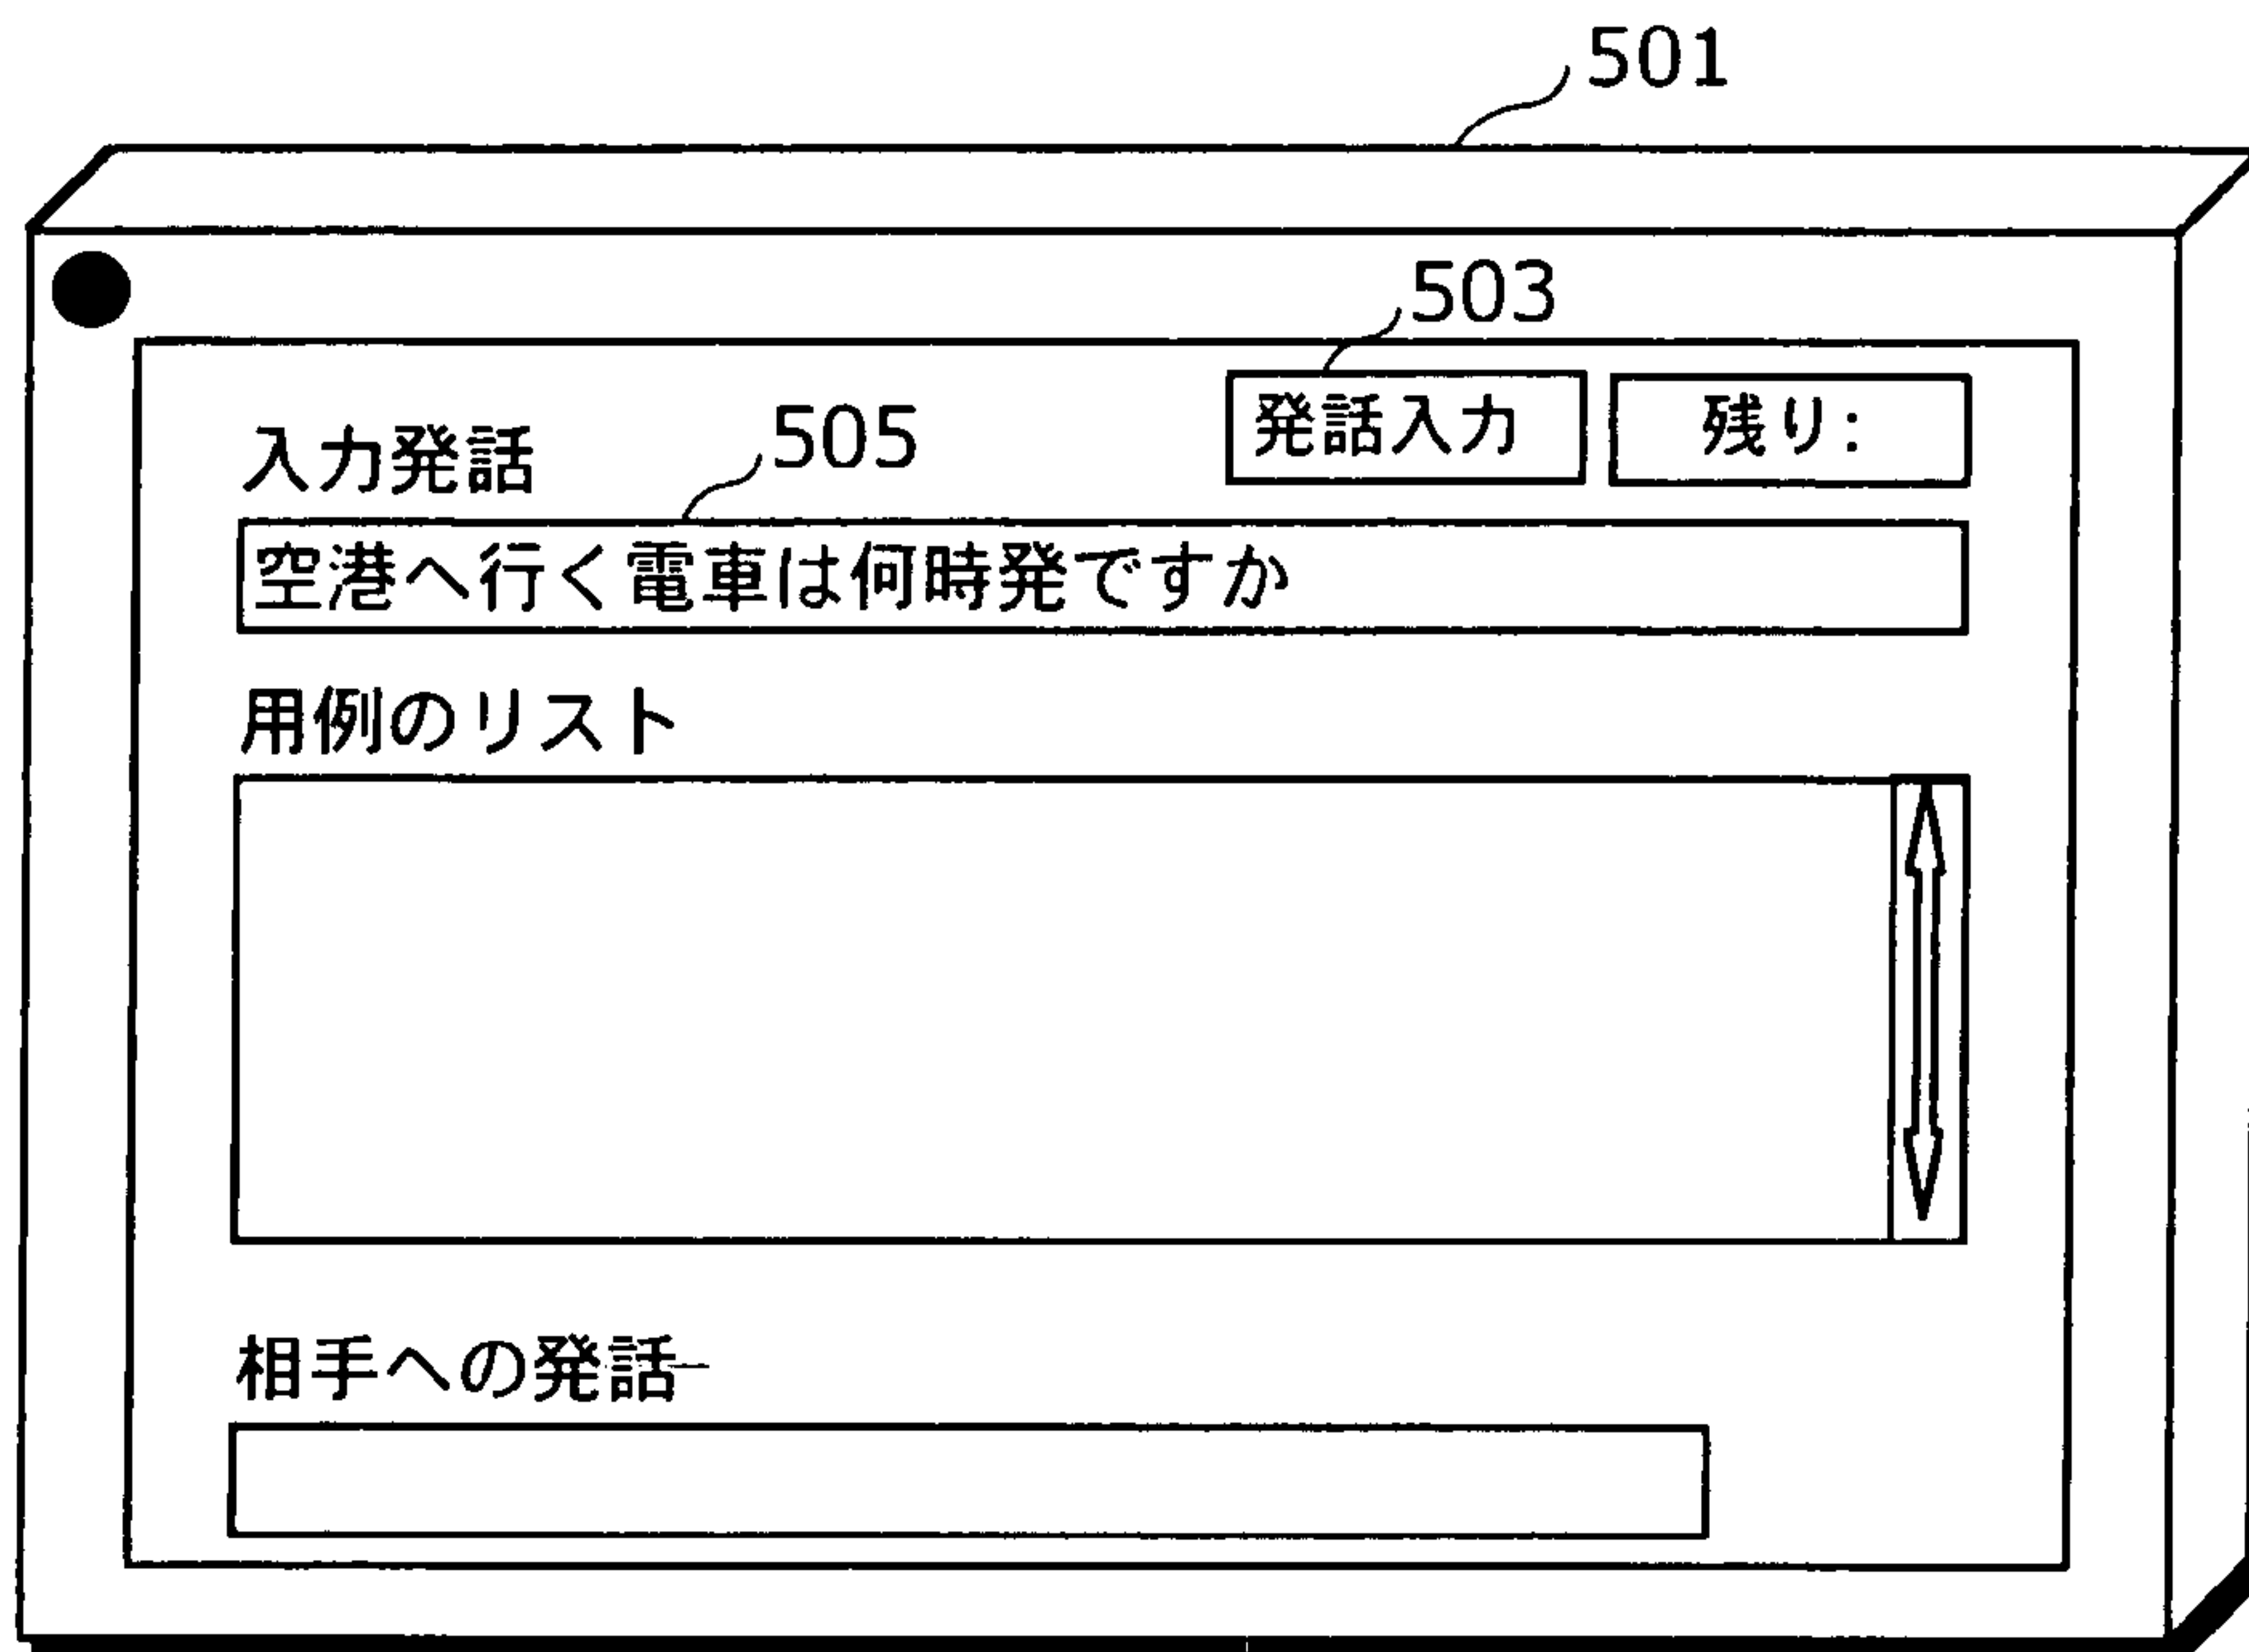 501
503
発話入力
残り:
入力発話
505
空港へ行く電車は何時発ですか
用例のリスト
相手への発話